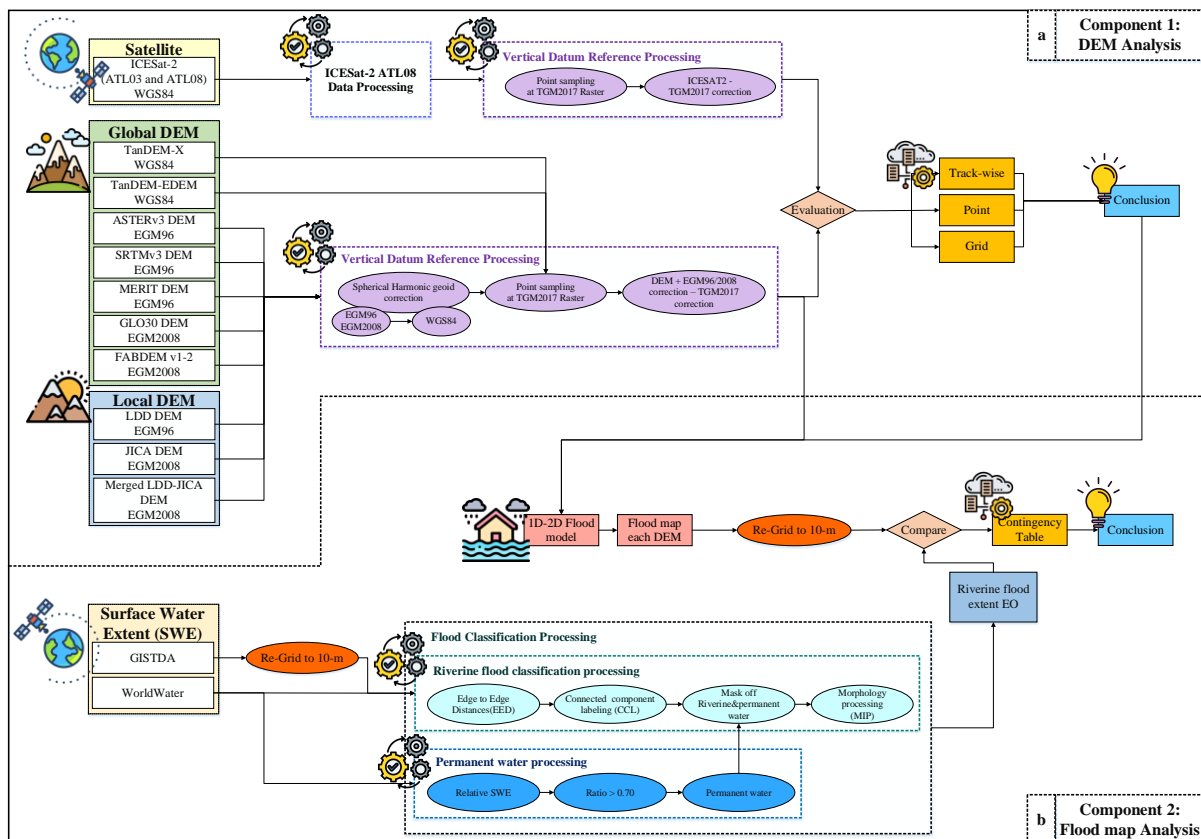 a
Component 1:
DEM Analysis
Satellite
ICESat-2
(ATL03 and ATL08)
WGS84
ICESat-2 ATL08
Data Processing
Vertical Datum Reference Processing
Point sampling
at TGM2017 Raster
ICESAT2 -
TGM2017 correction
Global DEM
TanDEM-X
WGS84
TanDEM-EDEM
WGS84
ASTERv3 DEM
EGM96
SRTMv3 DEM
EGM96
MERIT DEM
EGM96
GLO30 DEM
EGM2008
FABDEM v1-2
EGM2008
Local DEM
LDD DEM
EGM96
JICA DEM
EGM2008
Merged LDD-JICA
DEM
EGM2008
Vertical Datum Reference Processing
Spherical Harmonic geoid
correction
EGM96
EGM2008
WGS84
Point sampling
at TGM2017 Raster
DEM + EGM96/2008
correction – TGM2017
correction
Evaluation
Track-wise
Point
Grid
Conclusion
1D-2D Flood
model
Flood map
each DEM
Re-Grid to 10-m
Compare
Contingency
Table
Conclusion
Riverine flood
extent EO
Surface Water
Extent (SWE)
GISTDA
WorldWater
Re-Grid to 10-m
Flood Classification Processing
Riverine flood classification processing
Edge to Edge
Distances(EED)
Connected component
labeling (CCL)
Mask off
Riverine&permanent
water
Morphology
processing
(MIP)
Permanent water processing
Relative SWE
Ratio > 0.70
Permanent water
b
Component 2:
Flood map Analysis